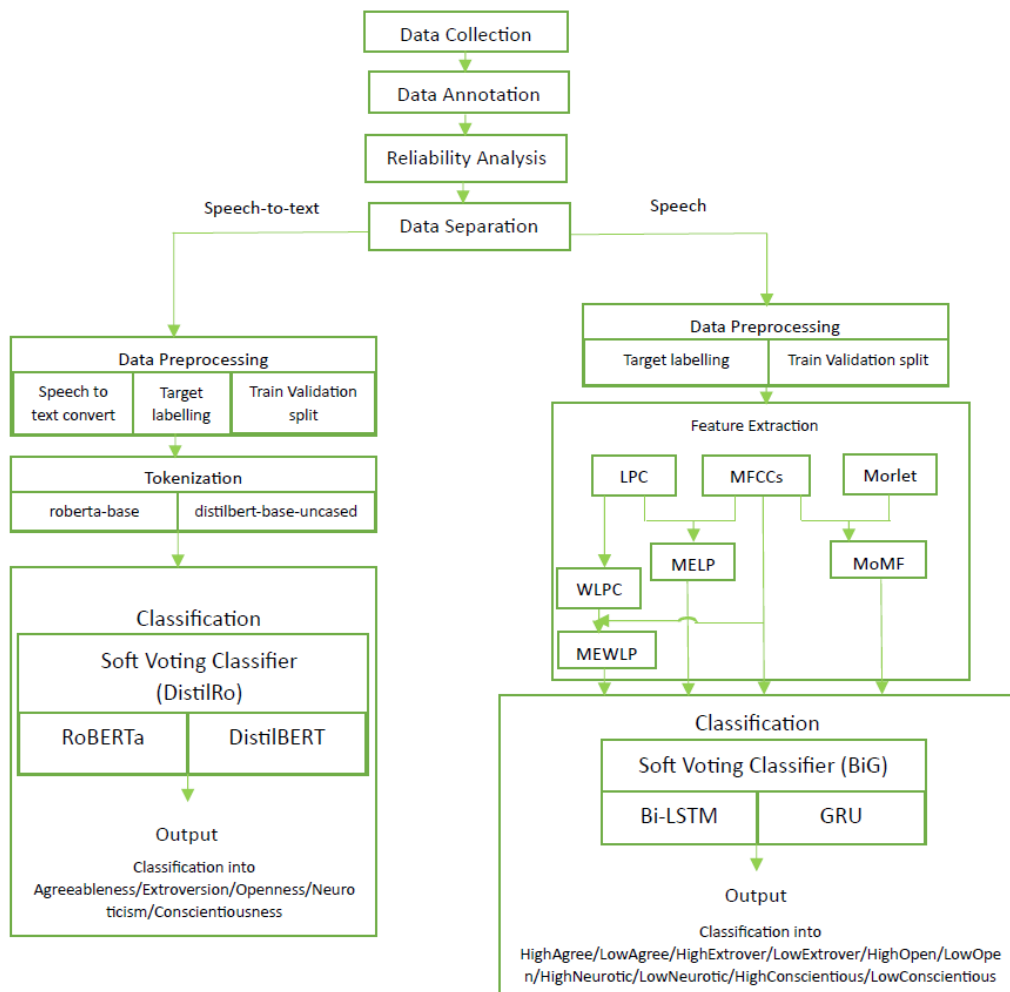 Data Collection
Data Annotation
Reliability Analysis
Speech-to-text
Speech
Data Separation
Data Preprocessing
Speech to
text convert
Target
labelling
Train Validation
split
Tokenization
roberta-base
distilbert-base-uncased
Classification
Soft Voting Classifier
(DistilRo)
RoBERTa
DistilBERT
Output
Classification into
Agreeableness/Extroversion/Openness/Neuro
ticism/Conscientiousness
Data Preprocessing
Target labelling
Train Validation split
Feature Extraction
LPC
MFCCs
Morlet
MELP
MoMF
WLPC
MEWLP
Classification
Soft Voting Classifier (BiG)
Bi-LSTM
GRU
Output
Classification into
HighAgree/LowAgree/HighExtrover/LowExtrover/HighOpen/LowOpe
n/HighNeurotic/LowNeurotic/HighConscientious/LowConscientious